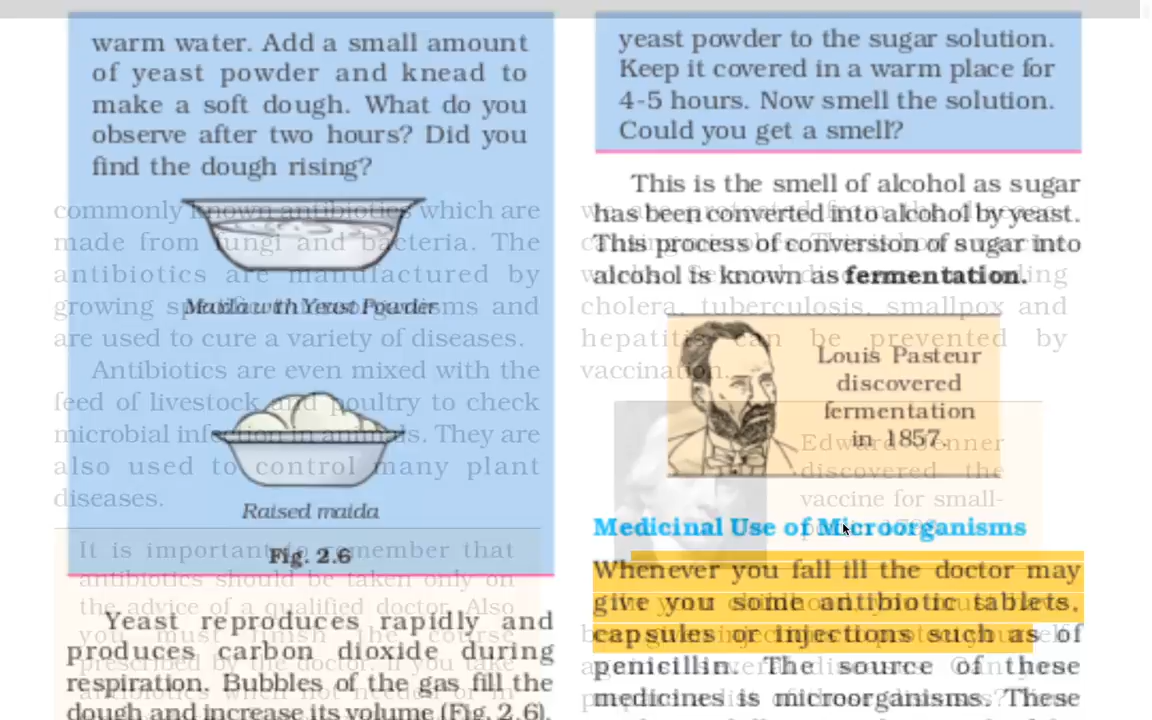 warm water. Add a small amount
of yeast powder and knead to
make a soft dough. What do you
observe after two hours? Did you
find the dough rising?
Maida with Yeast Powder
Raised maida
Fig. 2.6
Yeast reproduces rapidly and
produces carbon dioxide during
respiration. Bubbles of the gas fill the
dough and increase its volume (Fig. 2.6).
commonly known antibiotics which are
made from fungi and bacteria. The
antibiotics are manufactured by
growing and
are used to cure a variety of diseases.
Antibiotics are even mixed with the
feed of livestock and poultry to check
microbial infection in animals. They are
also used to control many plant
diseases.
It is important to remember that
antibiotics should be taken only on
the advice of a qualified doctor. Also
you must finish the course
prescribed by the doctor. If you take
antibiotics when not needed or in
yeast powder to the sugar solution.
Keep it covered in a warm place for
4-5 hours. Now smell the solution.
Could you get a smell?
This is the smell of alcohol as sugar
has been converted into alcohol by yeast.
This process of conversion of sugar into
alcohol is known as fermentation.
Louis Pasteur
discovered
fermentation
in 1857.
Medicinal Use of Microorganisms
Whenever you fall ill the doctor may
give you some antibiotic tablets,
capsules or injections such as of
penicillin. The source of these
medicines is microorganisms. These
cholera, tuberculosis, smallpox and
hepatitis can be prevented by
vaccination.
Edward Jenner
discovered the
vaccine for small-